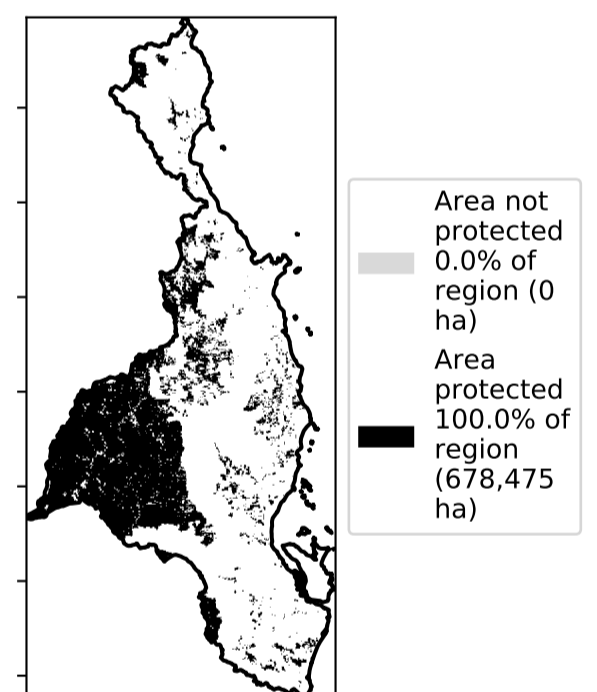 Area not
protected
0.0% of
region (0
ha)
Area
protected
100.0% of
region
(678,475
ha)